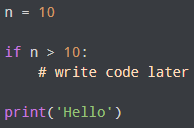 n = 10
if n > 10:
    # write code later
print('Hello')